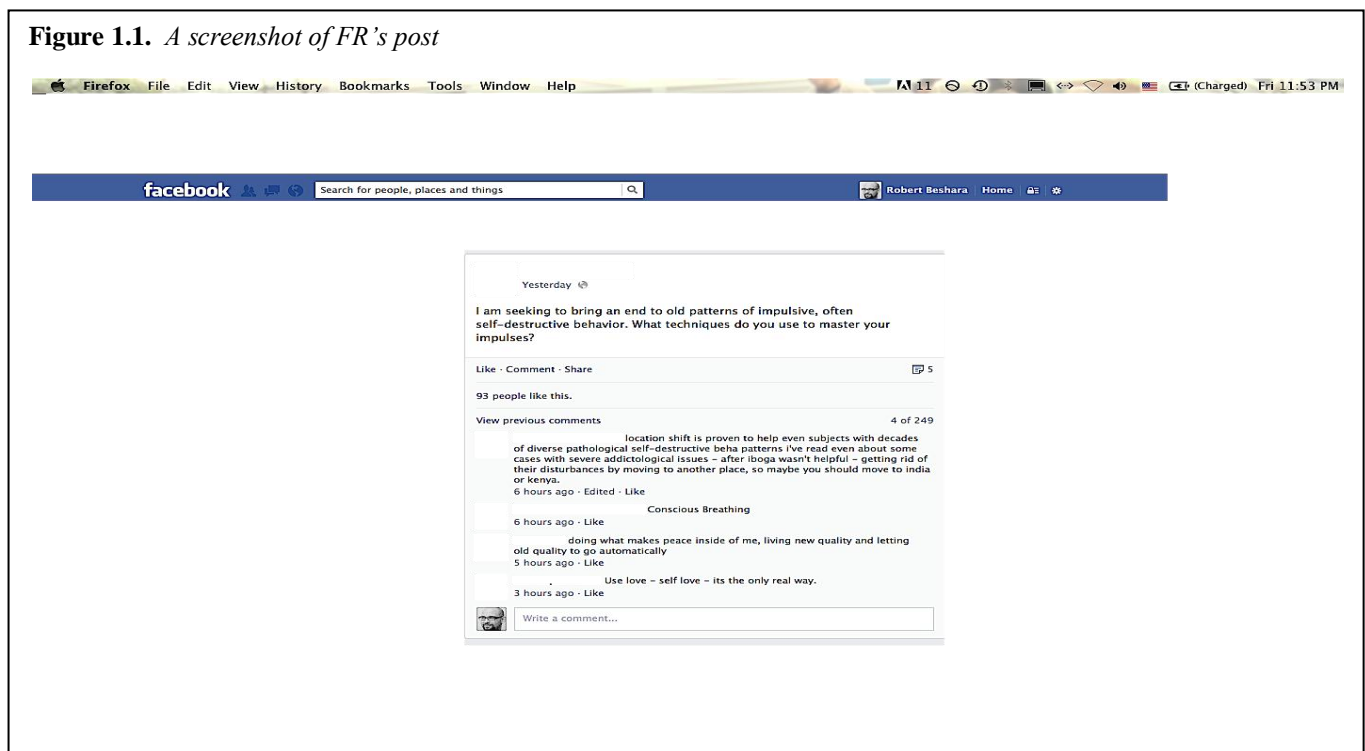 Figure 1.1. A screenshot of FR's post
Firefox File Edit View History Bookmarks Tools Window Help 11 (Charged) Fri 11:53 PM
facebook Search for people, places and things Robert Beshara Home
Yesterday
I am seeking to bring an end to old patterns of impulsive, often
self-destructive behavior. What techniques do you use to master your
impulses?
Like · Comment · Share 5
93 people like this.
View previous comments 4 of 249
location shift is proven to help even subjects with decades
of diverse pathological self-destructive beha patterns i've read even about some
cases with severe addictological issues – after iboga wasn't helpful – getting rid of
their disturbances by moving to another place, so maybe you should move to india
or kenya.
6 hours ago · Edited · Like
Conscious Breathing
6 hours ago · Like
doing what makes peace inside of me, living new quality and letting
old quality to go automatically
5 hours ago · Like
. Use love – self love – its the only real way.
3 hours ago · Like
Write a comment...